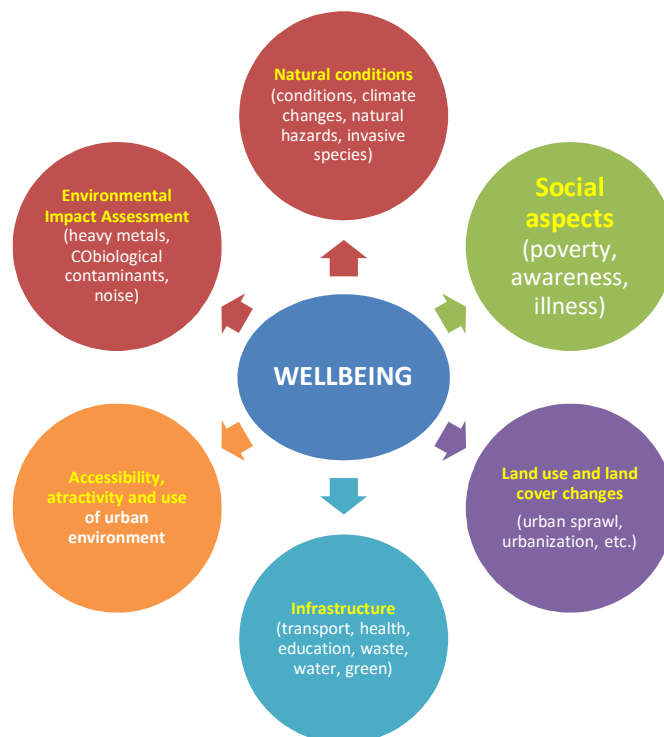 Natural conditions
(conditions, climate
changes, natural
hazards, invasive
species)
Environmental
Impact Assessment
(heavy metals,
CObiological
contaminants,
noise)
Social
aspects
(poverty,
awareness,
illness)
WELLBEING
Accessibility,
atractivity and use
of urban
environment
Land use and land
cover changes
(urban sprawl,
urbanization, etc.)
Infrastructure
(transport, health,
education, waste,
water, green)